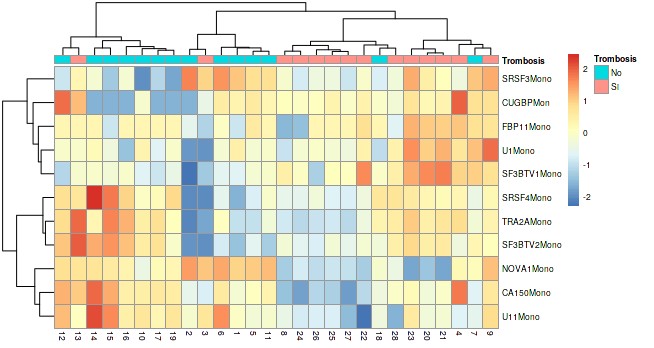 Trombosis
Trombosis
No
SI
2
1
0
-1
-2
SRSF3Mono
CUGBPMon
FBP11Mono
U1Mono
SF3BTV1Mono
SRSF4Mono
TRA2AMono
SF3BTV2Mono
NOVA1Mono
CA150Mono
U11Mono
12 13 14 15 16 10 17 19 2 3 6 1 5 11 8 24 26 25 27 22 18 28 23 20 21 4 7 9